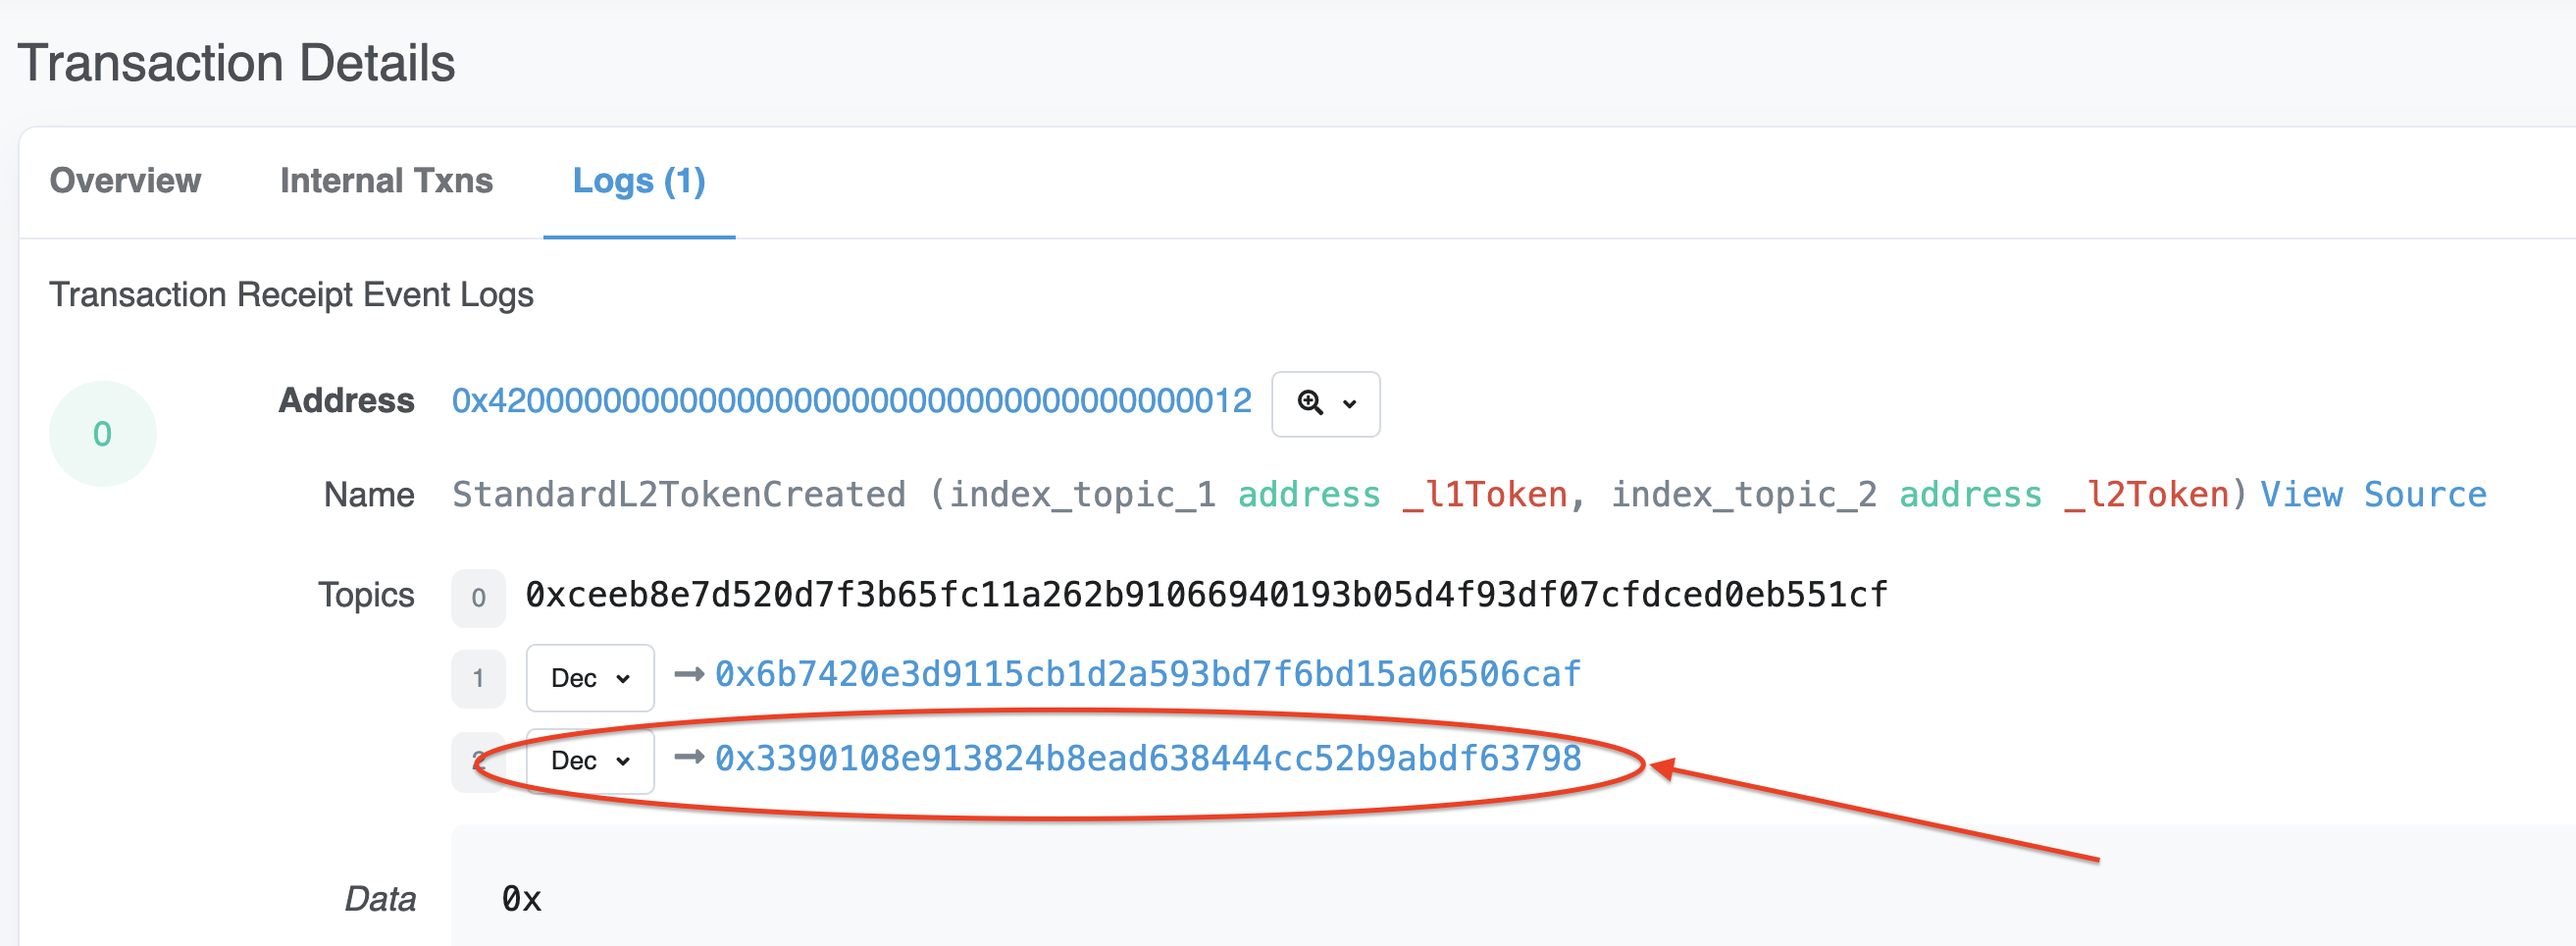 Transaction Details
Overview Internal Txns Logs (1)
Transaction Receipt Event Logs
0
Address 0x4200000000000000000000000000000000000012
Name StandardL2TokenCreated (index_topic_1 address _l1Token, index_topic_2 address _l2Token) View Source
Topics 0 0xceeb8e7d520d7f3b65fc11a262b91066940193b05d4f93df07cfdced0eb551cf
1 Dec → 0x6b7420e3d9115cb1d2a593bd7f6bd15a06506caf
2 Dec → 0x3390108e913824b8ead638444cc52b9abdf63798
Data 0x